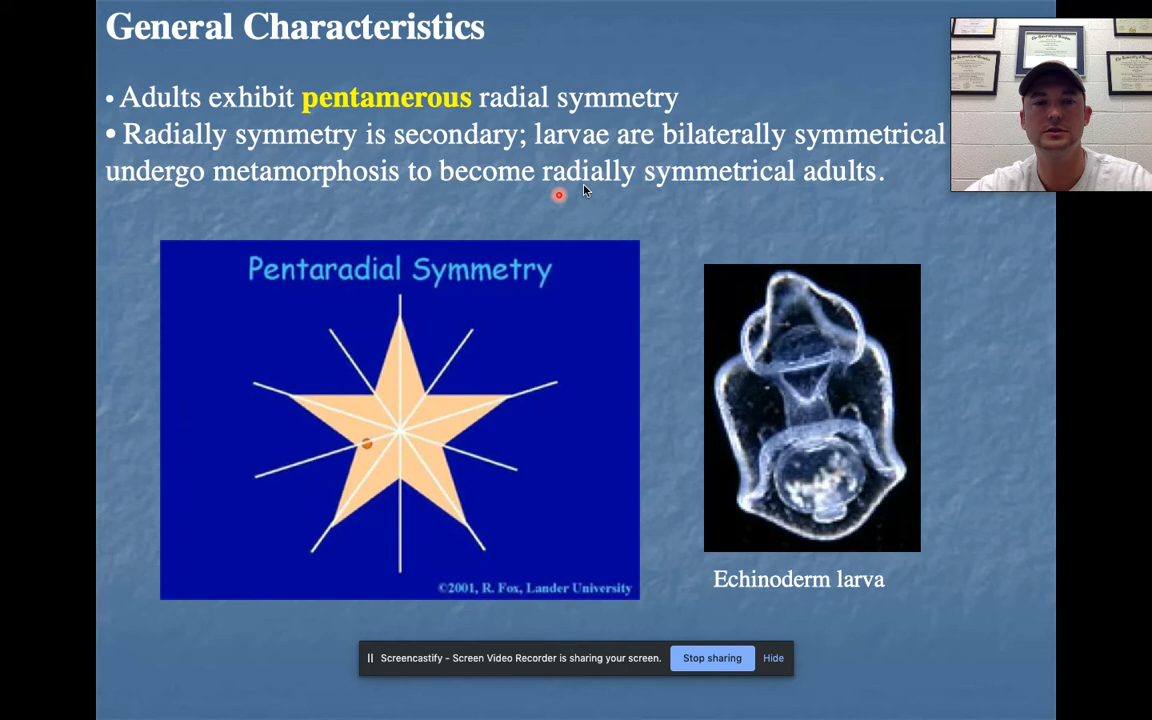 General Characteristics
• Adults exhibit pentamerous radial symmetry
• Radially symmetry is secondary; larvae are bilaterally symmetrical
undergo metamorphosis to become radially symmetrical adults.
Pentaradial Symmetry
©2001, R. Fox, Lander University
Echinoderm larva
Screencastify - Screen Video Recorder is sharing your screen.
Stop sharing
Hide